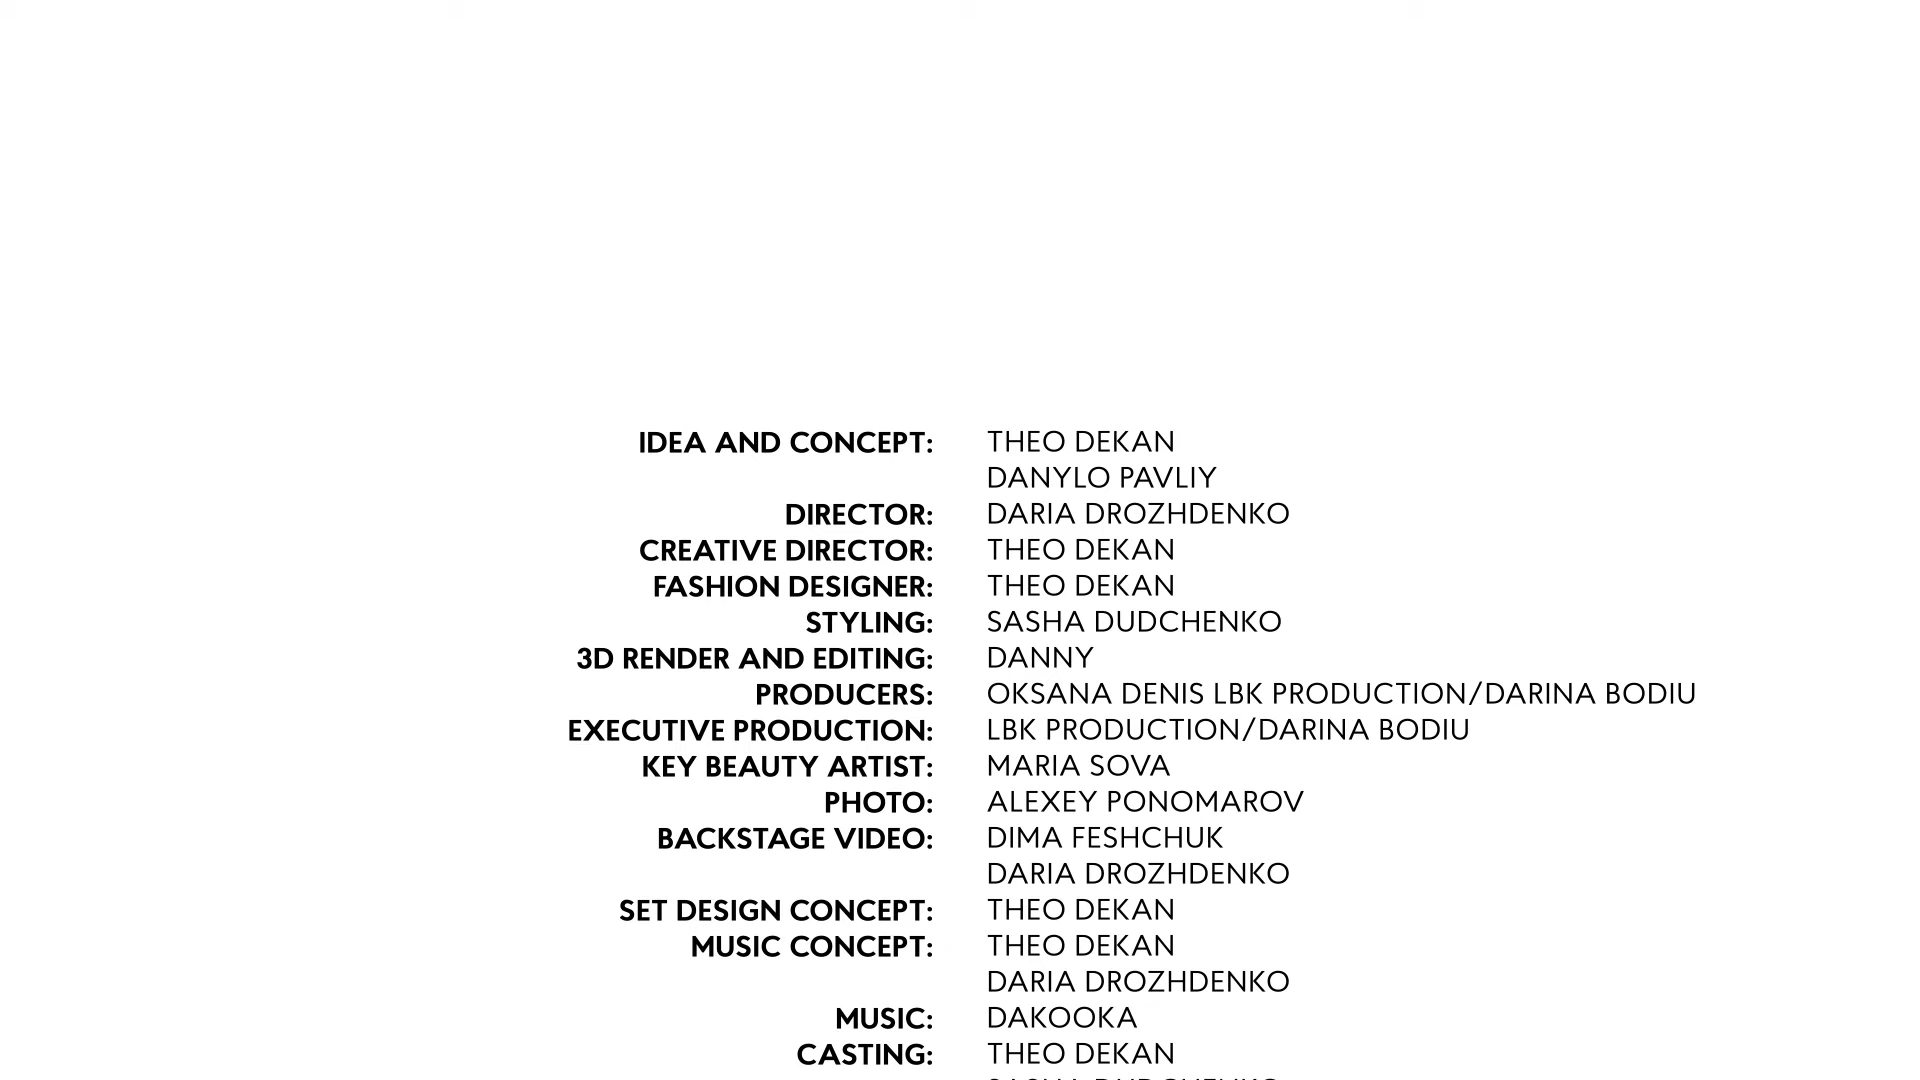 IDEA AND CONCEPT: THEO DEKAN
DANYLO PAVLIY
DIRECTOR: DARIA DROZHDENKO
CREATIVE DIRECTOR: THEO DEKAN
FASHION DESIGNER: THEO DEKAN
STYLING: SASHA DUDCHENKO
3D RENDER AND EDITING: DANNY
PRODUCERS: OKSANA DENIS LBK PRODUCTION/DARINA BODIU
EXECUTIVE PRODUCTION: LBK PRODUCTION/DARINA BODIU
KEY BEAUTY ARTIST: MARIA SOVA
PHOTO: ALEXEY PONOMAROV
BACKSTAGE VIDEO: DIMA FESHCHUK
DARIA DROZHDENKO
SET DESIGN CONCEPT: THEO DEKAN
MUSIC CONCEPT: THEO DEKAN
DARIA DROZHDENKO
MUSIC: DAKOOKA
CASTING: THEO DEKAN